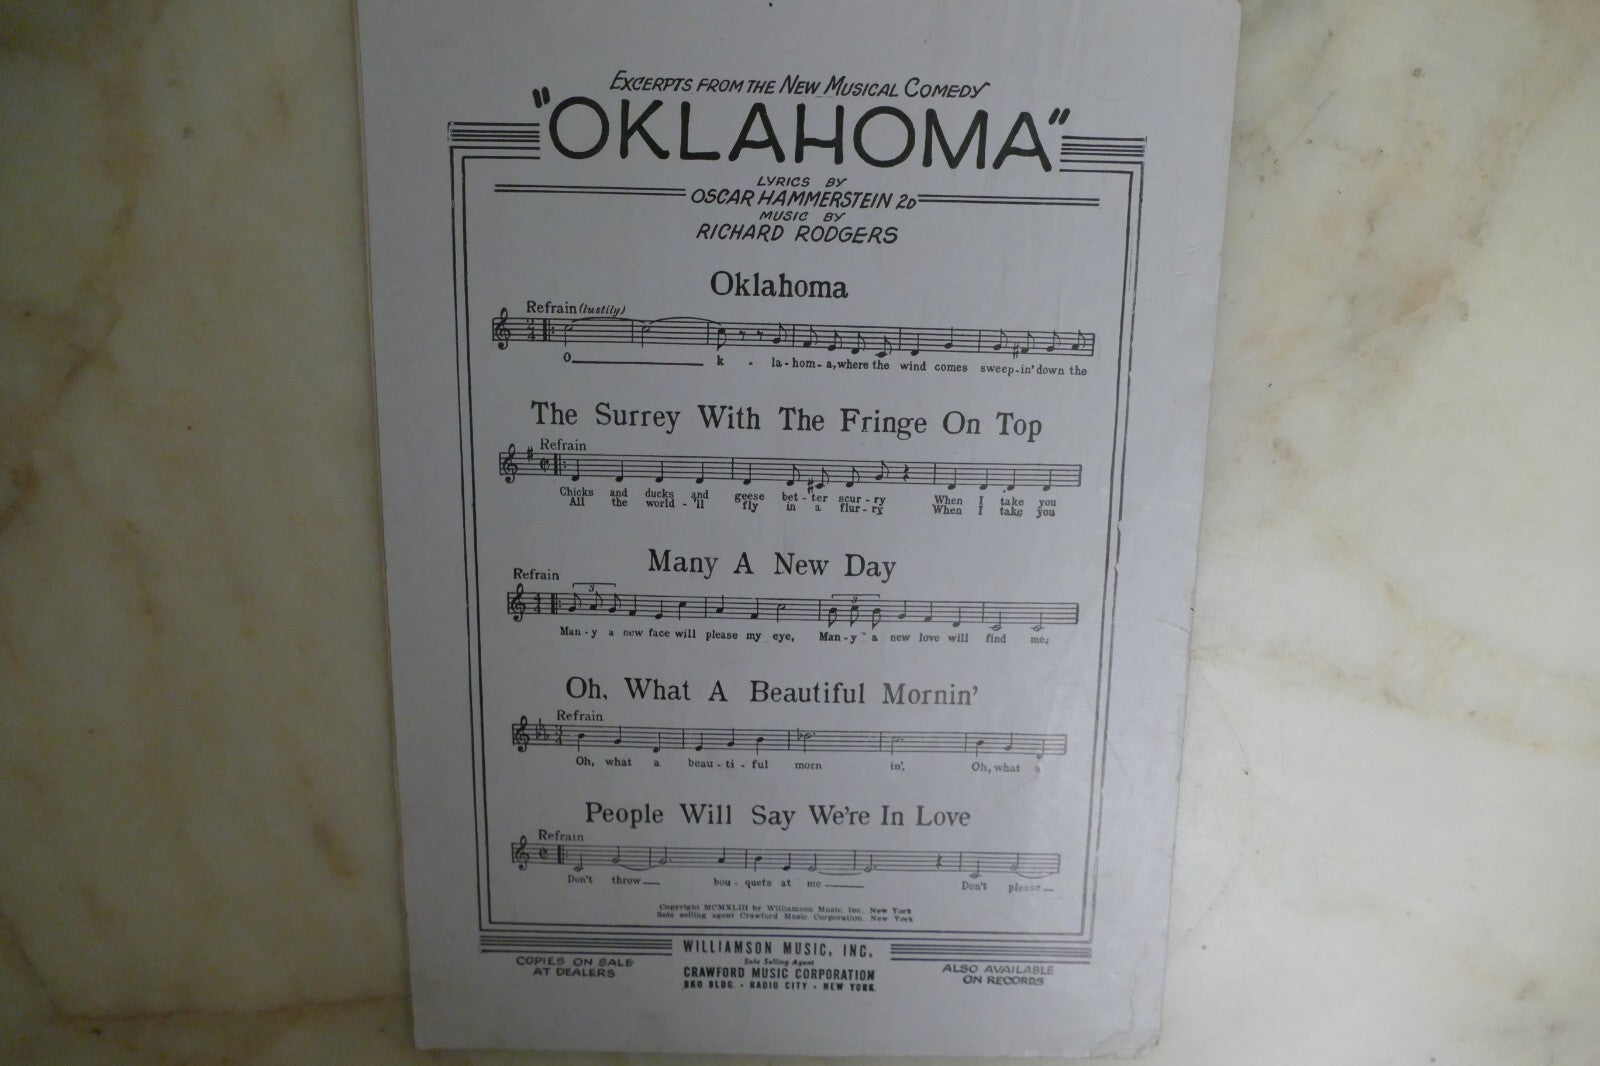 EXCERPTS FROM THE NEW MUSICAL COMEDY
"OKLAHOMA"
LYRICS BY
OSCAR HAMMERSTEIN 2D
MUSIC BY
RICHARD RODGERS
Oklahoma
Refrain (lustily)
O k - la-hom-a, where the wind comes sweep-in' down the
The Surrey With The Fringe On Top
Refrain
Chicks and ducks and geese bet-ter scur-ry When I take you
All the world-'ll fly in a flur-ry When I take you
Many A New Day
Refrain
3 3
Man-y a new face will please my eye, Man-y a new love will find me;
Oh, What A Beautiful Mornin'
Refrain
Oh, what a beau-ti-ful morn in', Oh, what a
People Will Say We're In Love
Refrain
Don't throw bou-quets at me Don't please
Copyright MCMXLIII by Williamson Music, Inc., New York
Sole selling agent Crawford Music Corporation, New York
WILLIAMSON MUSIC, INC.
Sole Selling Agent
CRAWFORD MUSIC CORPORATION
RKO BLDG. - RADIO CITY - NEW YORK
COPIES ON SALE
AT DEALERS
ALSO AVAILABLE
ON RECORDS